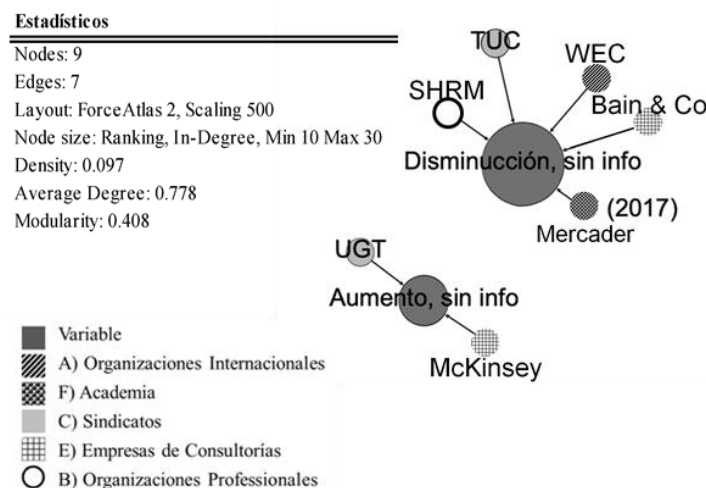 Estadísticos
Nodes: 9
Edges: 7
Layout: ForceAtlas 2, Scaling 500
Node size: Ranking, In-Degree, Min 10 Max 30
Density: 0.097
Average Degree: 0.778
Modularity: 0.408
TUC
WEC
SHRM
Bain & Co
Disminucción, sin info
(2017)
Mercader
UGT
Aumento, sin info
McKinsey
Variable
A) Organizaciones Internacionales
F) Academia
C) Sindicatos
E) Empresas de Consultorías
B) Organizaciones Professionales